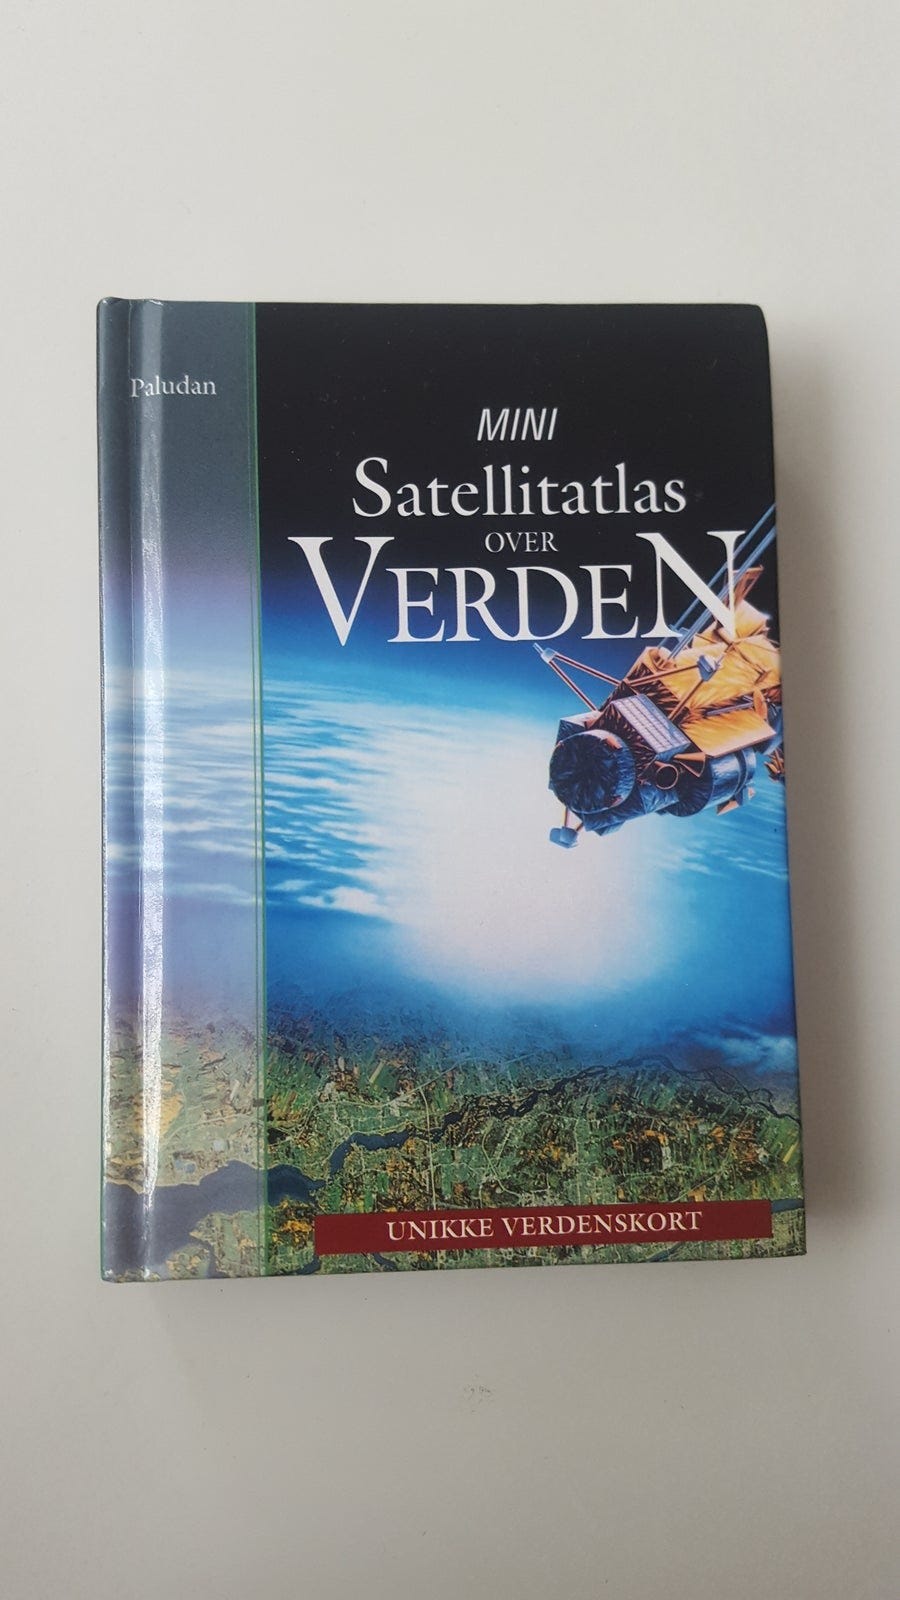 Paludan
MINI
Satellitatlas
OVER
VERDEN
UNIKKE VERDENSKORT